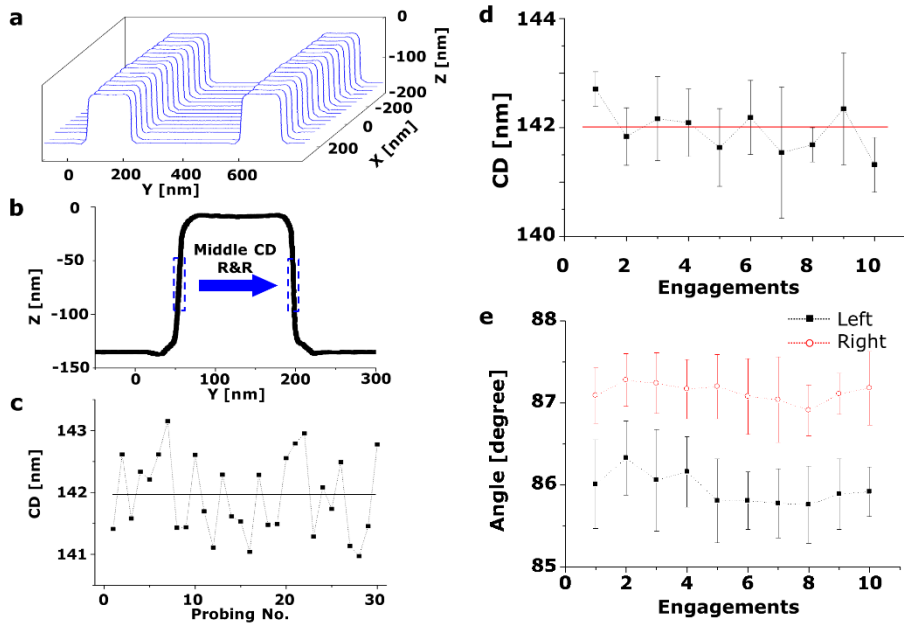 a
0
-100
-200
Z [nm]
-200
0
200
X [nm]
0
200
400
600
Y [nm]
b
0
-50
-100
-150
Z [nm]
Middle CD
R&R
0
100
200
300
Y [nm]
c
143
142
141
CD [nm]
0
10
20
30
Probing No.
d
144
142
140
CD [nm]
0
2
4
6
8
10
Engagements
e
88
87
86
85
Angle [degree]
Left
Right
0
2
4
6
8
10
Engagements